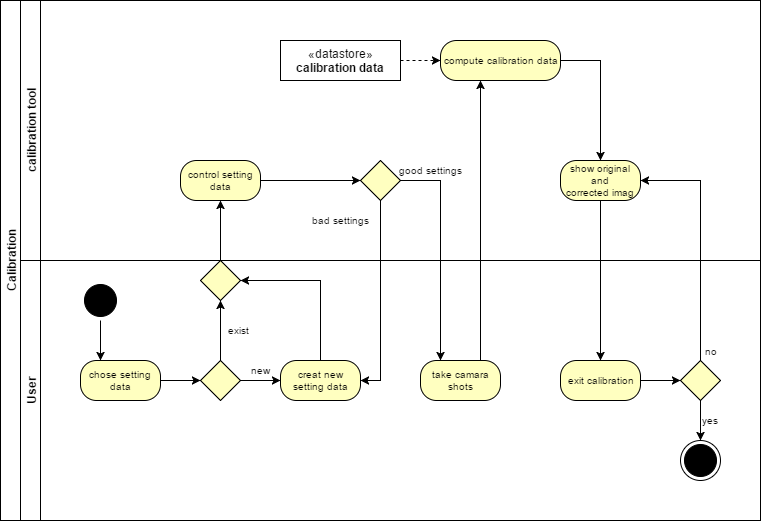 Calibration
calibration tool
User
«datastore»
calibration data
compute calibration data
control setting
data
good settings
bad settings
show original
and
corrected imag
exist
new
chose setting
data
creat new
setting data
take camara
shots
exit calibration
no
yes